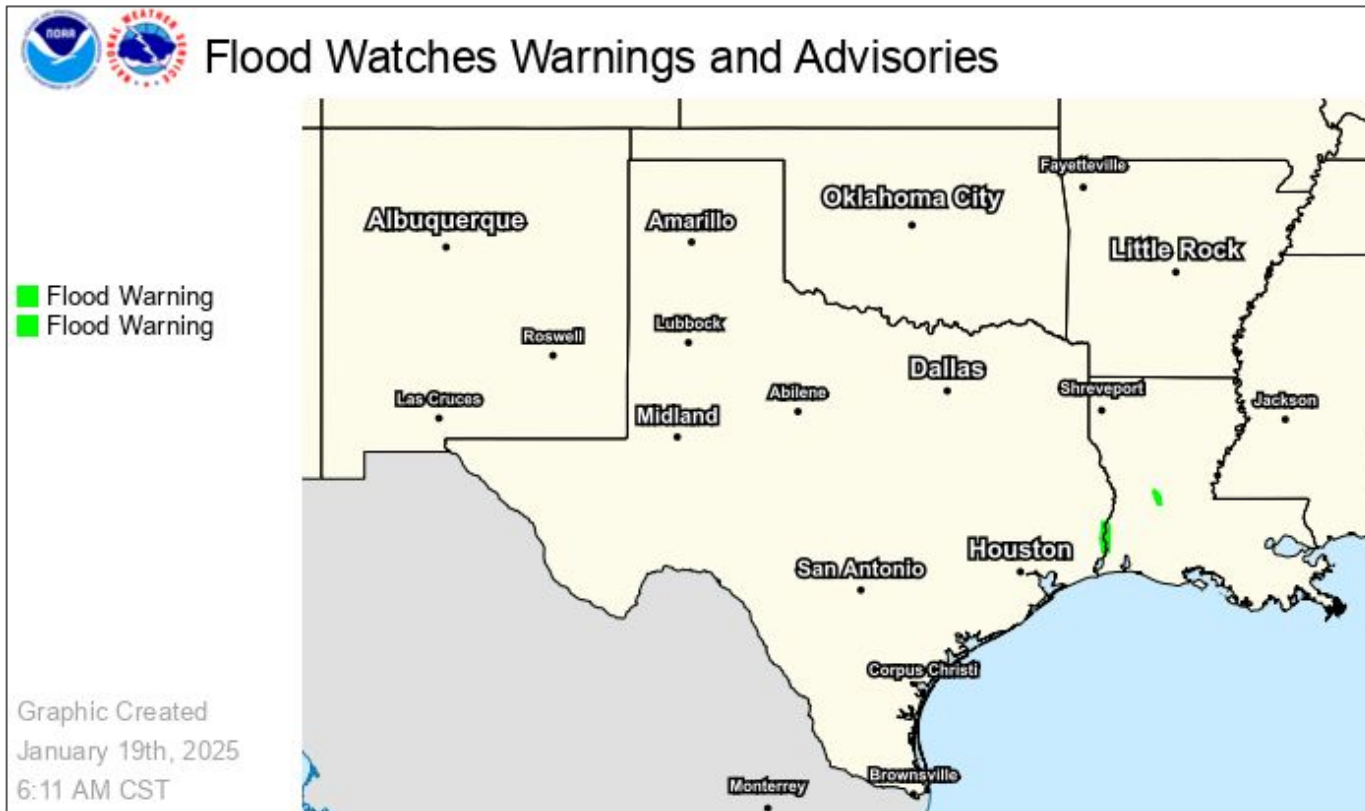 NOAA
NATIONAL WEATHER SERVICE
Flood Watches Warnings and Advisories
Flood Warning
Flood Warning
Fayetteville
Oklahoma City
Albuquerque
Amarillo
Little Rock
Roswell
Lubbock
Dallas
Shreveport
Las Cruces
Abilene
Jackson
Midland
Houston
San Antonio
Corpus Christi
Brownsville
Monterrey
Graphic Created
January 19th, 2025
6:11 AM CST